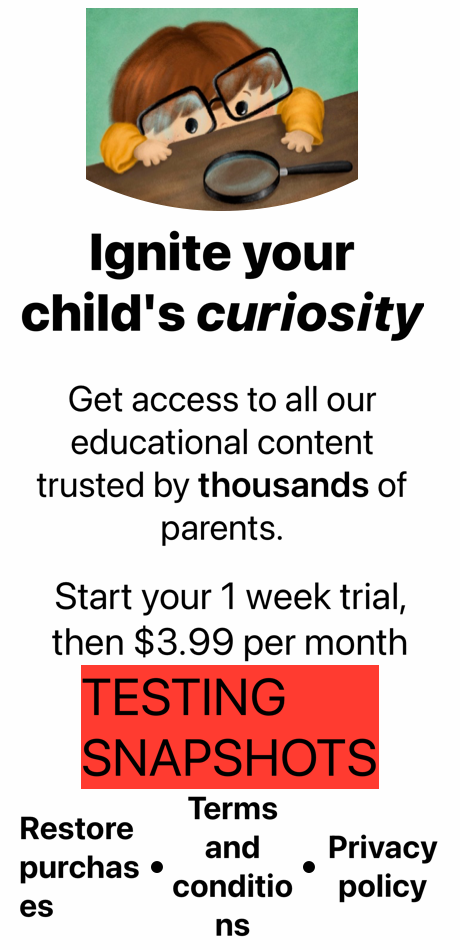 Ignite your
child's curiosity
Get access to all our
educational content
trusted by thousands of
parents.
Start your 1 week trial,
then $3.99 per month
TESTING
SNAPSHOTS
Restore
purchas
es
•
Terms
and
conditio
ns
•
Privacy
policy